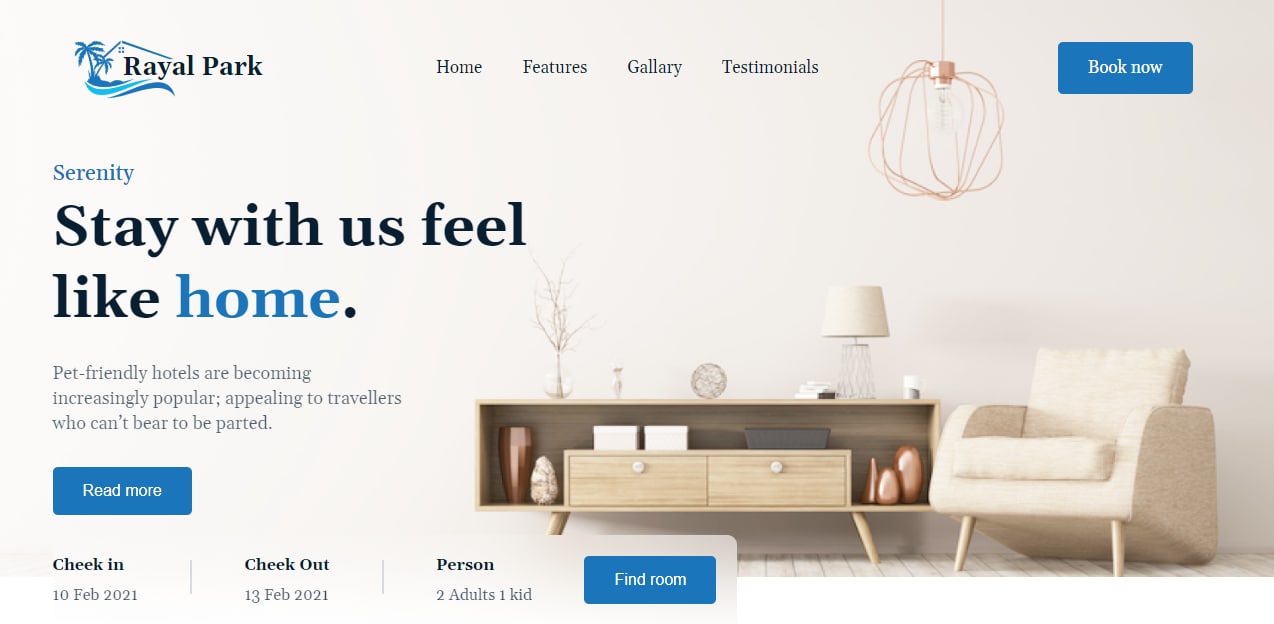 Rayal Park
Home Features Gallary Testimonials
Book now
Serenity
Stay with us feel
like home.
Pet-friendly hotels are becoming
increasingly popular; appealing to travellers
who can’t bear to be parted.
Read more
Cheek in Cheek Out Person
10 Feb 2021 13 Feb 2021 2 Adults 1 kid
Find room